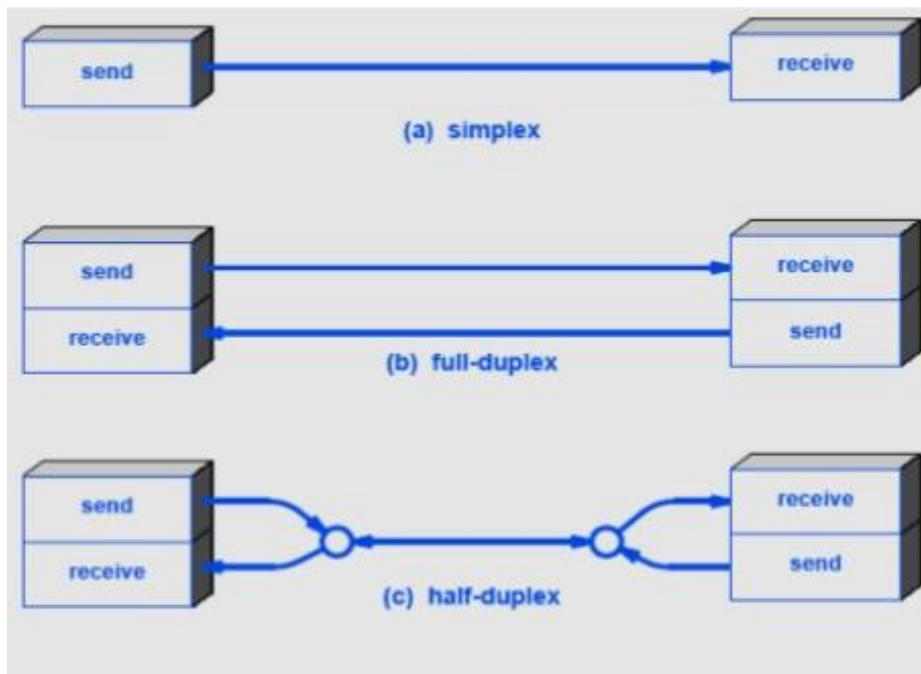 send
receive
(a) simplex
send
receive
receive
send
(b) full-duplex
send
receive
receive
send
(c) half-duplex